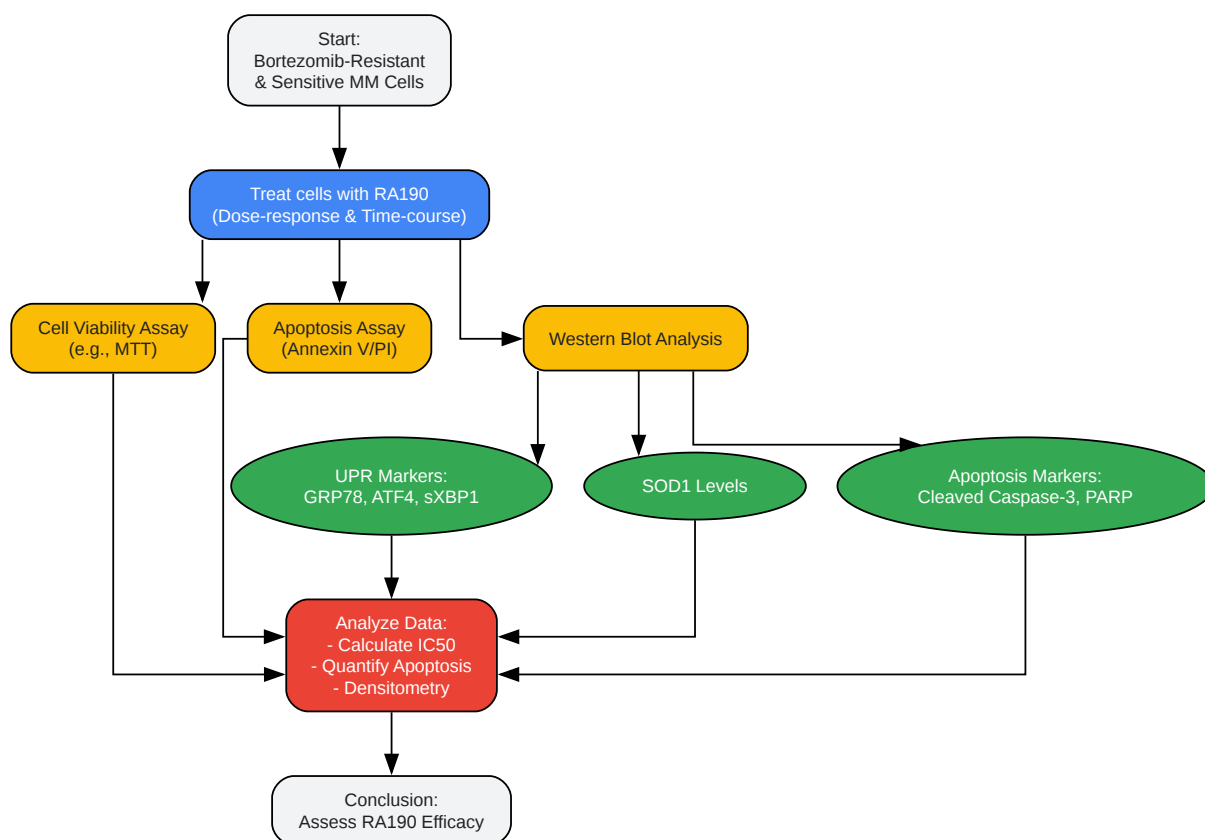 Start:
Bortezomib-Resistant
& Sensitive MM Cells
Treat cells with RA190
(Dose-response & Time-course)
Cell Viability Assay
(e.g., MTT)
Apoptosis Assay
(Annexin V/PI)
Western Blot Analysis
UPR Markers:
GRP78, ATF4, sXBP1
SOD1 Levels
Apoptosis Markers:
Cleaved Caspase-3, PARP
Analyze Data:
- Calculate IC50
- Quantify Apoptosis
- Densitometry
Conclusion:
Assess RA190 Efficacy